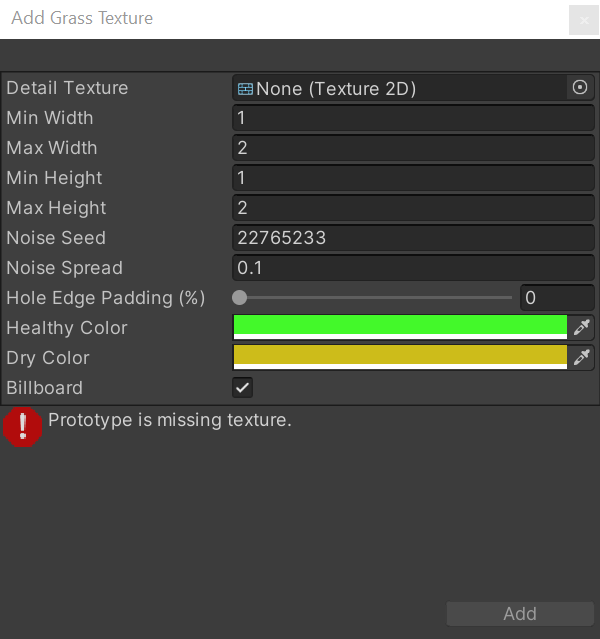 Add Grass Texture
Detail Texture None (Texture 2D)
Min Width 1
Max Width 2
Min Height 1
Max Height 2
Noise Seed 22765233
Noise Spread 0.1
Hole Edge Padding (%) 0
Healthy Color
Dry Color
Billboard
Prototype is missing texture.
Add